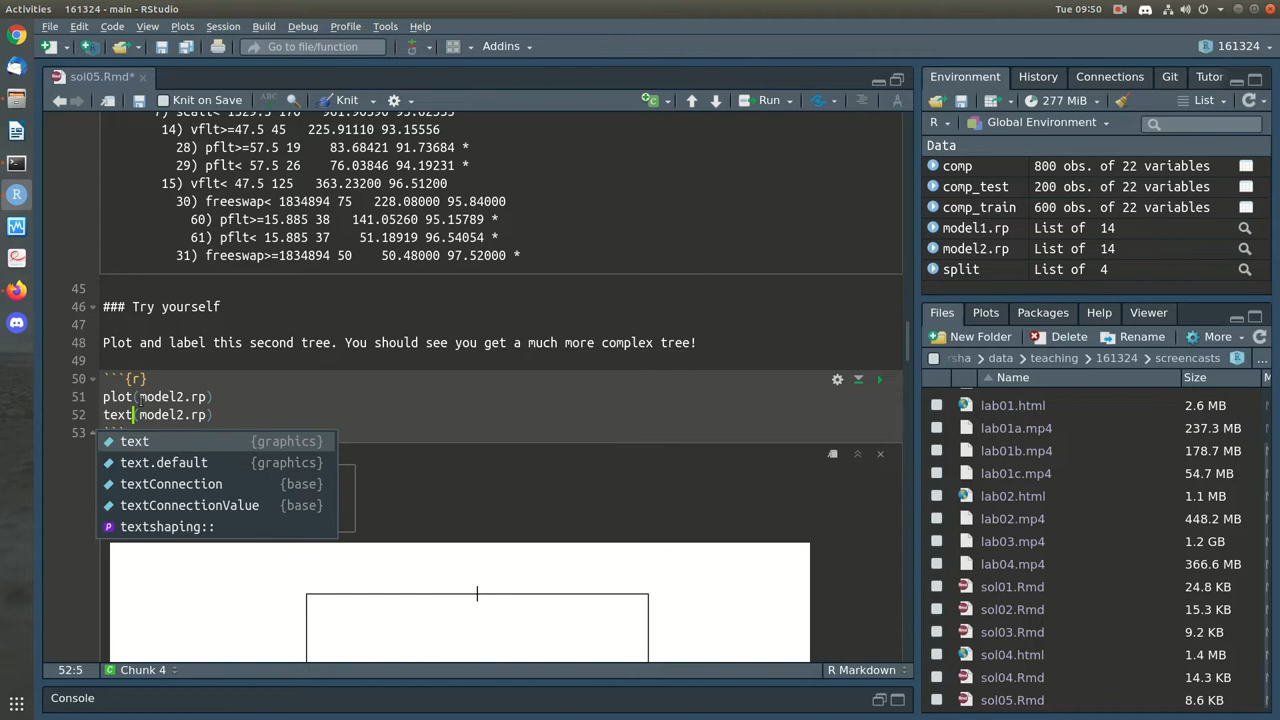 Activities
161324 - main - RStudio
Tue 09:50
File Edit Code View Plots Session Build Debug Profile Tools Help
Go to file/function
Addins
161324
sol05.Rmd*
Knit on Save
ABC
Knit
Run
14) vflt>=47.5 45 225.91110 93.15556
28) pflt>=57.5 19 83.68421 91.73684 *
29) pflt< 57.5 26 76.03846 94.19231 *
15) vflt< 47.5 125 363.23200 96.51200
30) freeswap< 1834894 75 228.08000 95.84000
60) pflt>=15.885 38 141.05260 95.15789 *
61) pflt< 15.885 37 51.18919 96.54054 *
31) freeswap>=1834894 50 50.48000 97.52000 *
45
46 ### Try yourself
47
48 Plot and label this second tree. You should see you get a much more complex tree!
49
50 ```{r}
51 plot(model2.rp)
52 text(model2.rp)
53 ```
text {graphics}
text.default {graphics}
textConnection {base}
textConnectionValue {base}
textshaping::
52:5 Chunk 4 R Markdown
Console
Environment History Connections Git Tutor
277 MiB List
R Global Environment
Data
comp 800 obs. of 22 variables
comp_test 200 obs. of 22 variables
comp_train 600 obs. of 22 variables
model1.rp List of 14
model2.rp List of 14
split List of 4
Files Plots Packages Help Viewer
New Folder Delete Rename More
rsha data teaching 161324 screencasts ...
Name Size
lab01.html 2.6 MB
lab01a.mp4 237.3 MB
lab01b.mp4 178.7 MB
lab01c.mp4 54.7 MB
lab02.html 1.1 MB
lab02.mp4 448.2 MB
lab03.mp4 1.2 GB
lab04.mp4 366.6 MB
sol01.Rmd 24.8 KB
sol02.Rmd 15.3 KB
sol03.Rmd 9.2 KB
sol04.html 1.4 MB
sol04.Rmd 14.3 KB
sol05.Rmd 8.6 KB